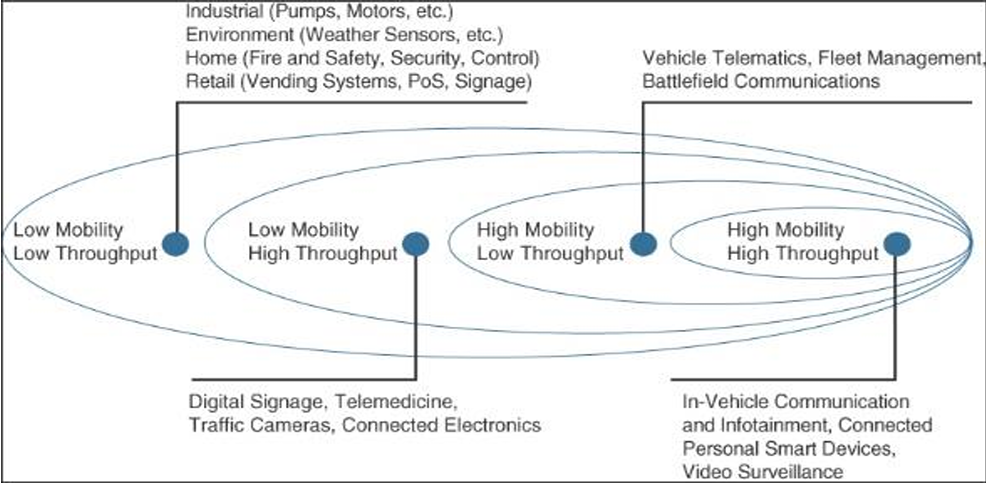 Industrial (Pumps, Motors, etc.)
Environment (Weather Sensors, etc.)
Home (Fire and Safety, Security, Control)
Retail (Vending Systems, PoS, Signage)
Vehicle Telematics, Fleet Management,
Battlefield Communications
Low Mobility
Low Throughput
Low Mobility
High Throughput
High Mobility
Low Throughput
High Mobility
High Throughput
Digital Signage, Telemedicine,
Traffic Cameras, Connected Electronics
In-Vehicle Communication
and Infotainment, Connected
Personal Smart Devices,
Video Surveillance